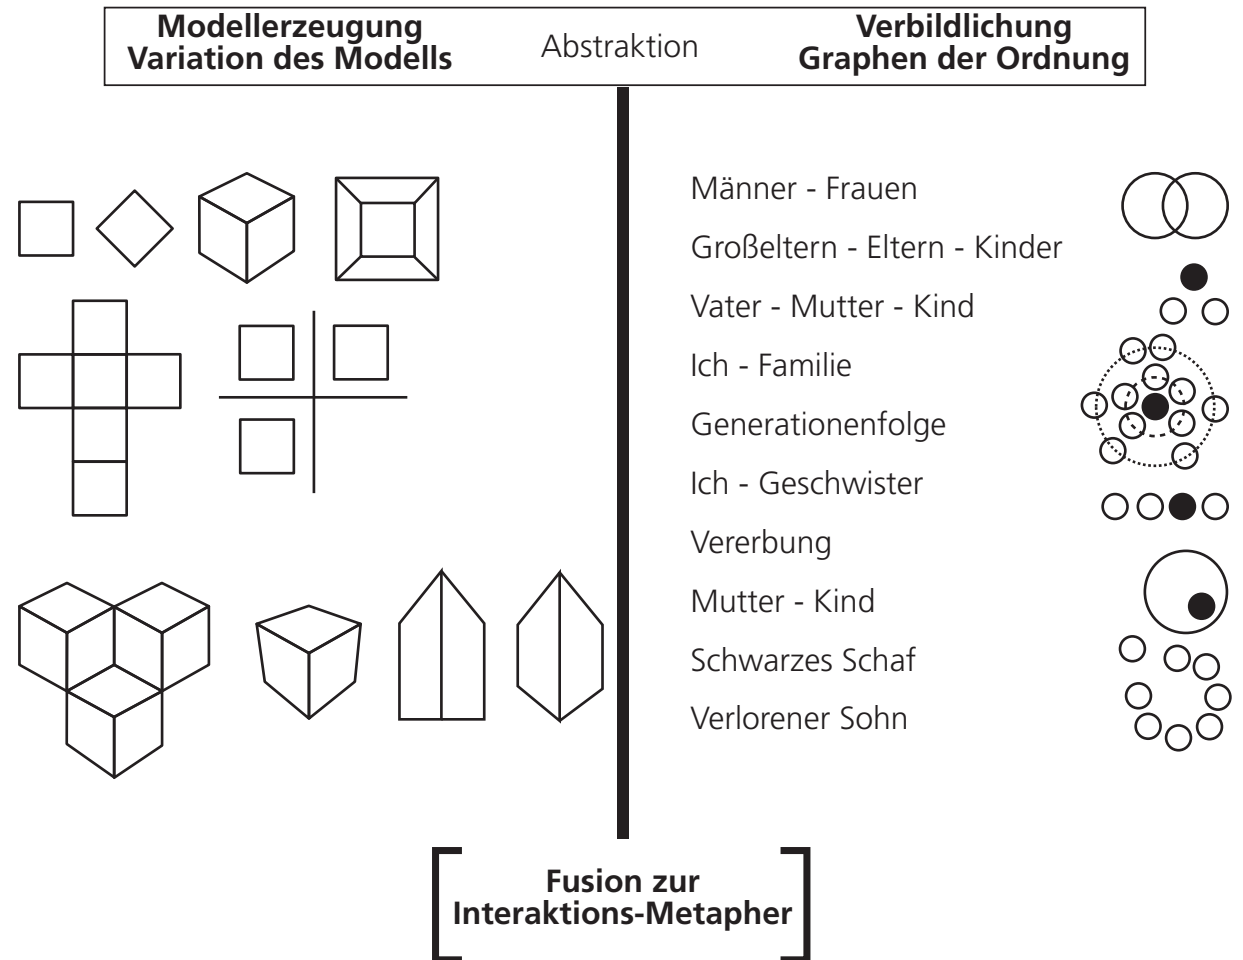 Modellerzeugung
Variation des Modells
Abstraktion
Verbildlichung
Graphen der Ordnung
Männer - Frauen
Großeltern - Eltern - Kinder
Vater - Mutter - Kind
Ich - Familie
Generationenfolge
Ich - Geschwister
Vererbung
Mutter - Kind
Schwarzes Schaf
Verlorener Sohn
Fusion zur
Interaktions-Metapher